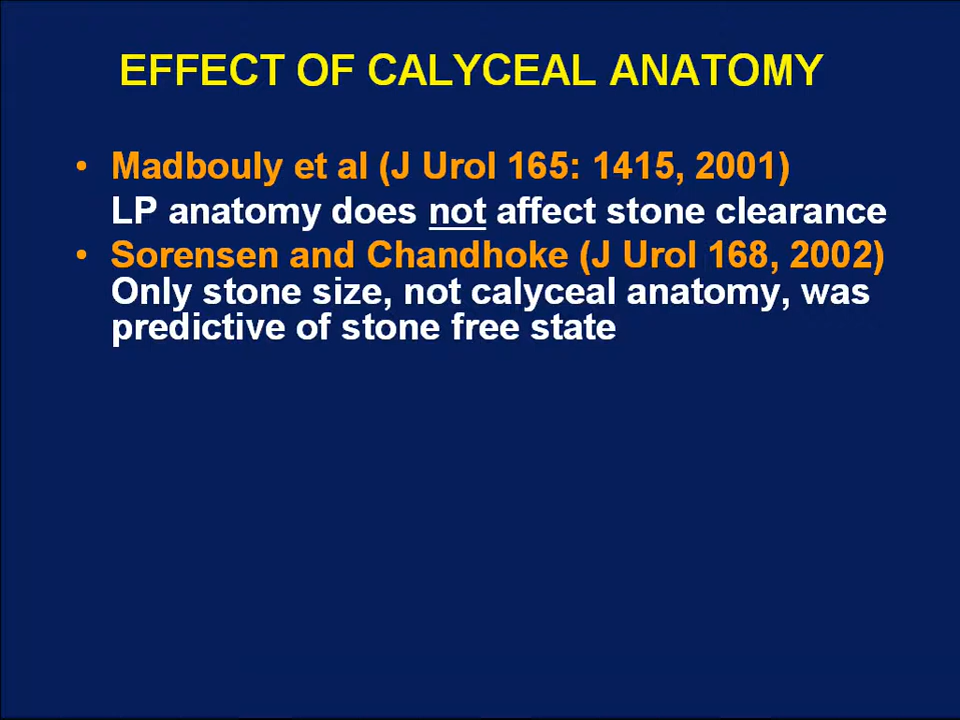 EFFECT OF CALYCEAL ANATOMY
• Madbouly et al (J Urol 165: 1415, 2001)
LP anatomy does not affect stone clearance
• Sorensen and Chandhoke (J Urol 168, 2002)
Only stone size, not calyceal anatomy, was
predictive of stone free state